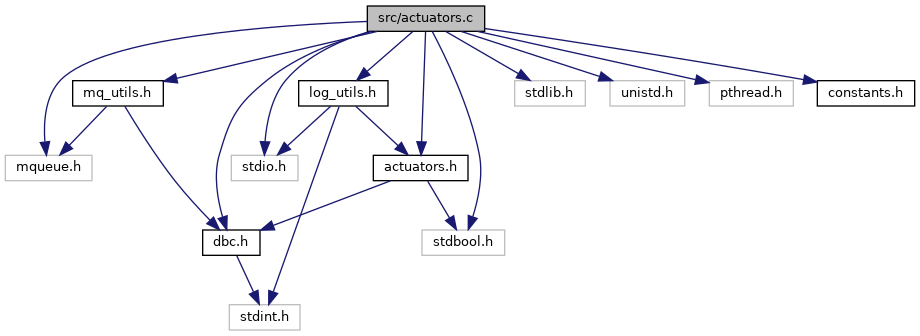 src/actuators.c
mq_utils.h
log_utils.h
stdlib.h
unistd.h
pthread.h
constants.h
mqueue.h
stdio.h
actuators.h
dbc.h
stdbool.h
stdint.h